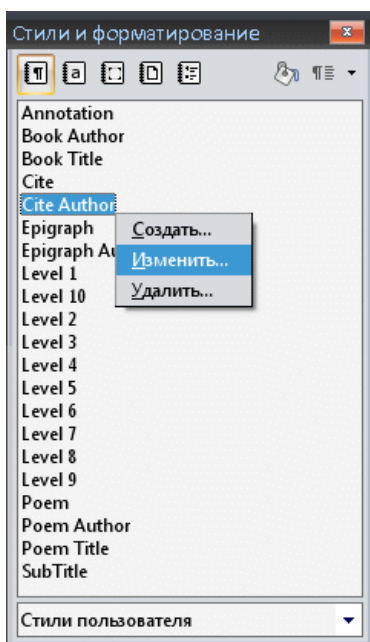 Стили и форматирование
Annotation
Book Author
Book Title
Cite
Cite Author
Epigraph
Создать...
Epigraph Au
Изменить...
Level 1
Level 10
Удалить...
Level 2
Level 3
Level 4
Level 5
Level 6
Level 7
Level 8
Level 9
Poem
Poem Author
Poem Title
SubTitle
Стили пользователя